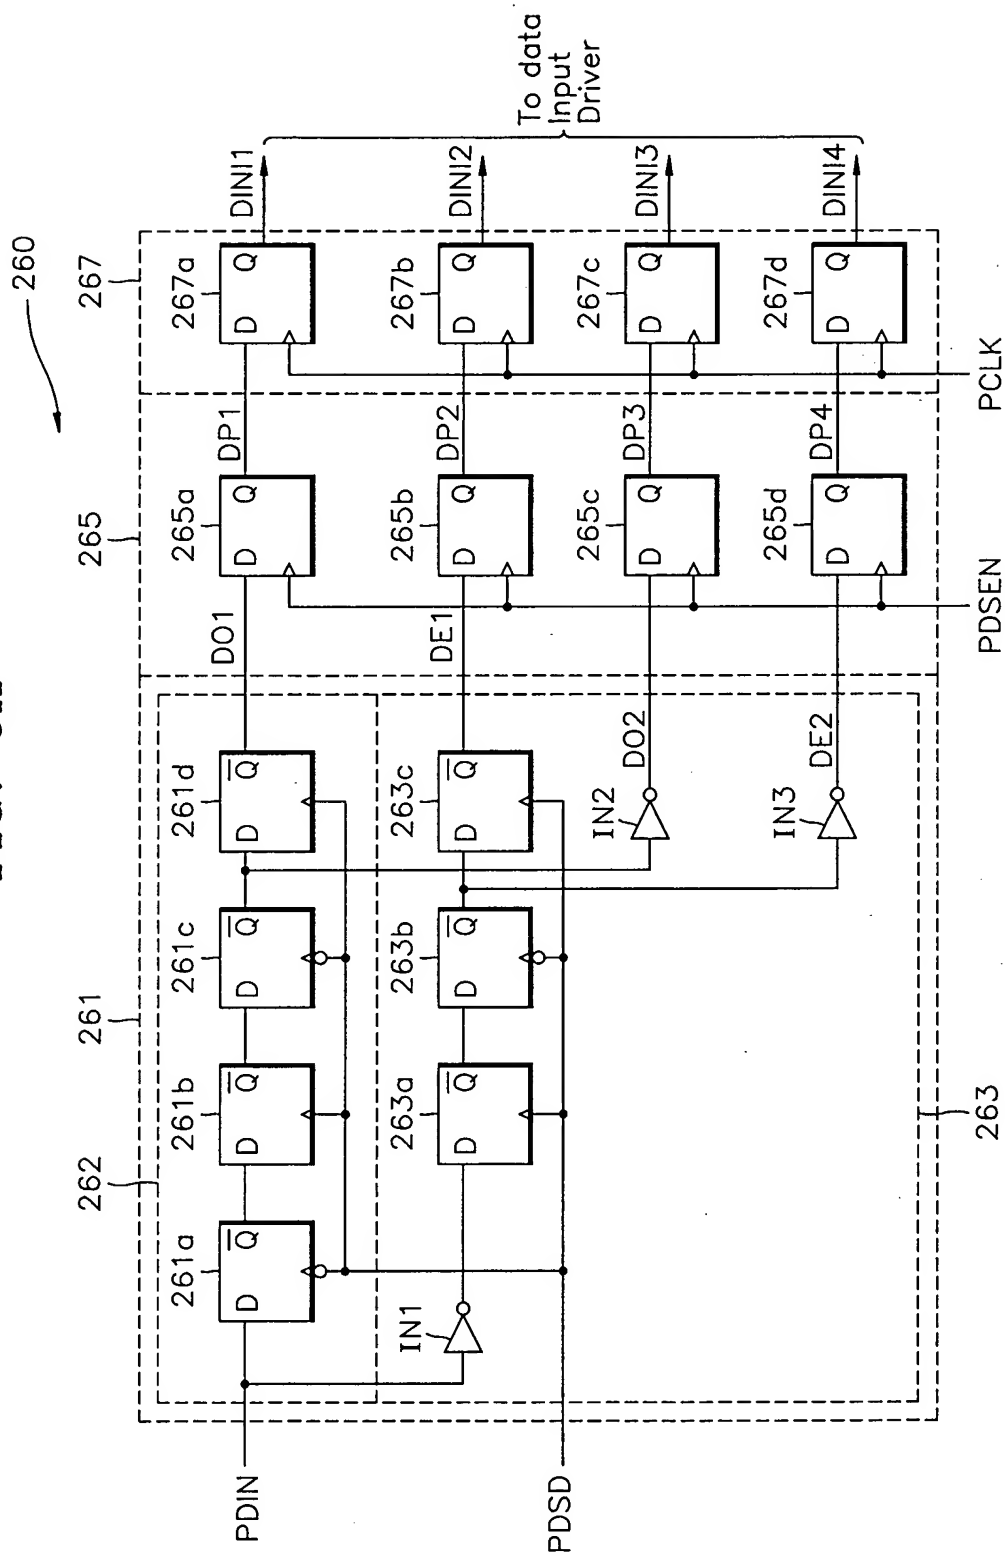 260
267
267a
D Q
DINI1
267b
D Q
DINI2
267c
D Q
DINI3
267d
D Q
DINI4
To data
Input
Driver
PCLK
265
265a
D Q
DP1
265b
D Q
DP2
265c
D Q
DP3
265d
D Q
DP4
PDSEN
DO1
DE1
DO2
DE2
261
262
261a
D Q
261b
D Q
261c
D Q
261d
D Q
263a
D Q
263b
D Q
263c
D Q
IN1
IN2
IN3
263
PDIN
PDSD